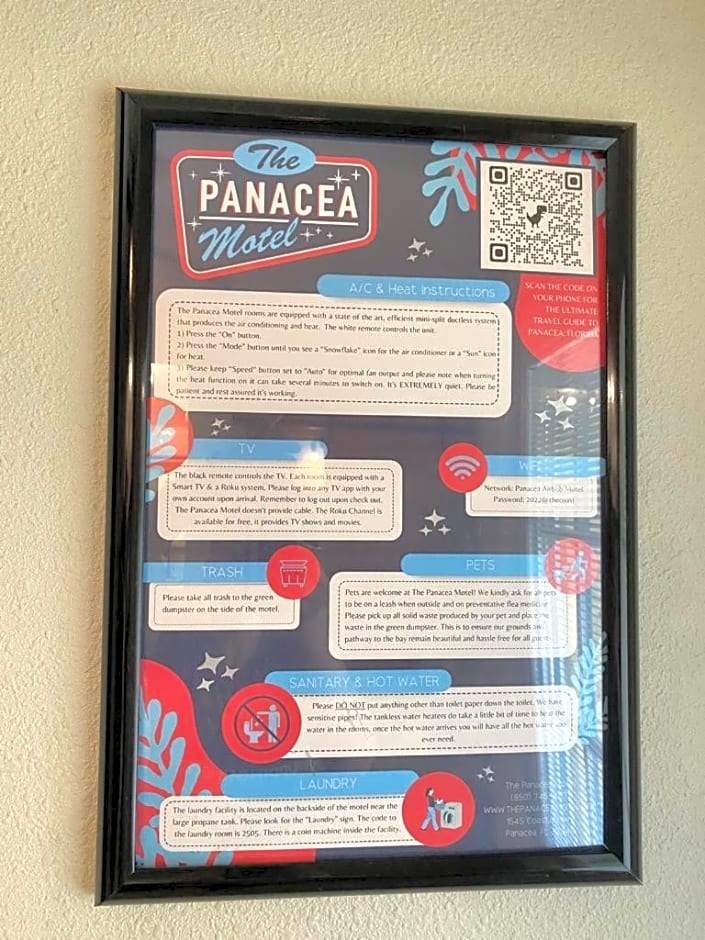 The
PANACEA
Motel
A/C & Heat Instructions
The Panacea Motel rooms are equipped with a state of the art, efficient mini-split ductless system
that produces the air conditioning and heat. The white remote controls the unit.
1) Press the "On" button.
2) Press the "Mode" button until you see a "Snowflake" icon for the air conditioner or a "Sun" icon
for heat.
3) Please keep "Speed" button set to "Auto" for optimal fan output and please note when turning
the heat function on it can take several minutes to switch on. It's EXTREMELY quiet. Please be
patient and rest assured it's working.
SCAN THE CODE ON
YOUR PHONE FOR
THE ULTIMATE
TRAVEL GUIDE TO
PANACEA, FLORIDA
TV
The black remote controls the TV. Each room is equipped with a
Smart TV & a Roku system. Please log into any TV app with your
own account upon arrival. Remember to log out upon check out.
The Panacea Motel doesn't provide cable. The Roku Channel is
available for free, it provides TV shows and movies.
WIFI
Network: Panacea Airbnb Motel
Password: 2022@thecoast
TRASH
Please take all trash to the green
dumpster on the side of the motel.
PETS
Pets are welcome at The Panacea Motel! We kindly ask for all pets
to be on a leash when outside and on preventative flea medicine.
Please pick up all solid waste produced by your pet and place the
waste in the green dumpster. This is to ensure our grounds and
pathway to the bay remain beautiful and hassle free for all guests.
SANITARY & HOT WATER
Please DO NOT put anything other than toilet paper down the toilet. We have
sensitive pipes! The tankless water heaters do take a little bit of time to heat the
water in the rooms, once the hot water arrives you will have all the hot water you
ever need.
LAUNDRY
The laundry facility is located on the backside of the motel near the
large propane tank. Please look for the "Laundry" sign. The code to
the laundry room is 2505. There is a coin machine inside the facility.
The Panacea
(850)
WWW.THEPANACEA
1545 Coastal
Panacea, FL